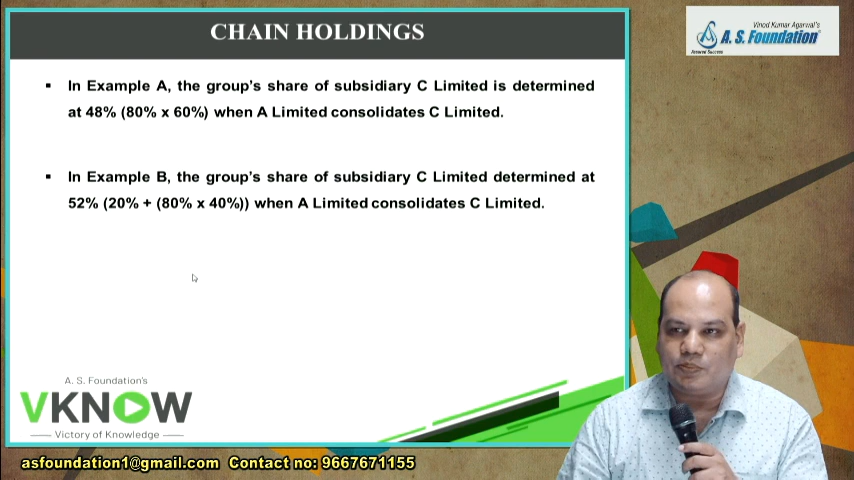 CHAIN HOLDINGS
Vinod Kumar Agarwal's
A. S. Foundation®
Assured Success
▪ In Example A, the group's share of subsidiary C Limited is determined
at 48% (80% x 60%) when A Limited consolidates C Limited.
▪ In Example B, the group's share of subsidiary C Limited determined at
52% (20% + (80% x 40%)) when A Limited consolidates C Limited.
A. S. Foundation's
VKNOW
Victory of Knowledge
asfoundation1@gmail.com Contact no: 9667671155